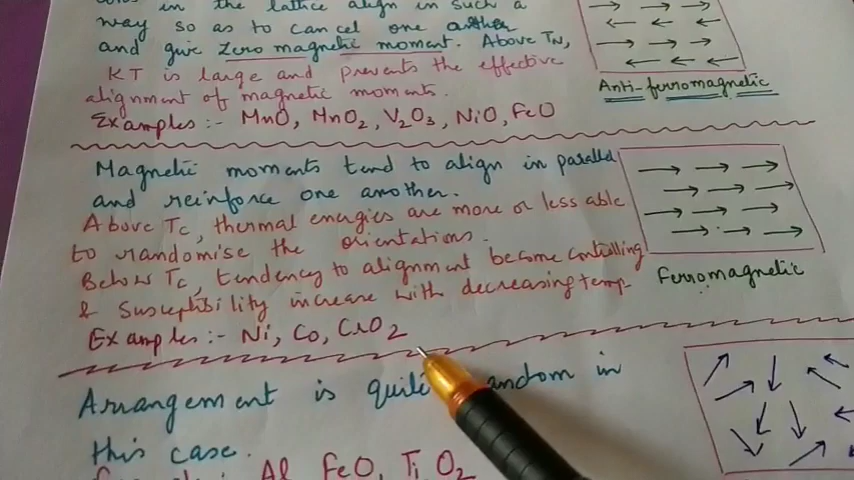 in the lattice align in such a
way so as to cancel one another
and give zero magnetic moment. Above TN,
KT is large and prevents the effective
alignment of magnetic moments.
Examples:- MnO, MnO2, V2O3, NiO, FeO
Anti-ferromagnetic
Magnetic moments tend to align in parallel
and reinforce one another.
Above Tc, thermal energies are more or less able
to randomise the orientations.
Below Tc, tendency to alignment become controlling
& susceptibility increase with decreasing temp.
Examples:- Ni, Co, CrO2
Ferromagnetic
Arrangement is quite random in
this case.
Al FeO, Ti O2